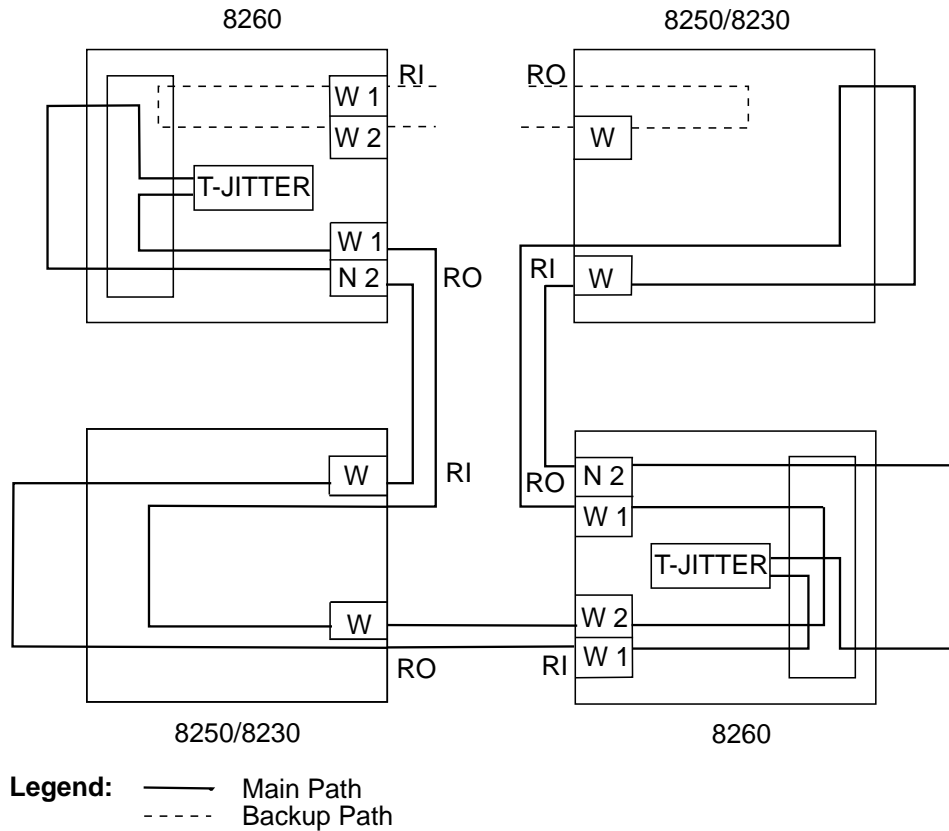 8260
8250/8230
RI
RO
W 1
W 2
W
T-JITTER
W 1
N 2
RO
RI
W
W
RI
RO
N 2
W 1
T-JITTER
W
W 2
W 1
RO
RI
8250/8230
8260
Legend:
Main Path
Backup Path